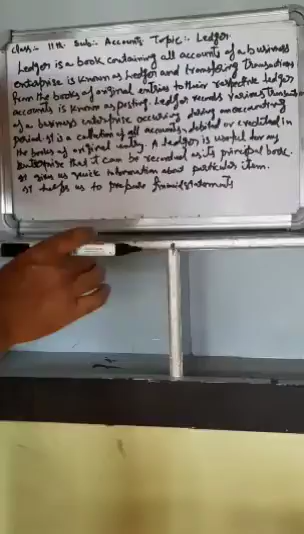 Class:- 11th Sub:- Accounts Topic:- Ledger
Ledger is a book containing all accounts of a business
enterprise is known as Ledger and transfering Transactions
from the books of original entries to their respective ledger
accounts is known as posting. Ledger records various Transactions
of a business enterprise occuring during an accounting
period. It is a collection of all accounts debited or credited in
the books of original entry. A Ledger is useful for any
enterprise that it can be recorded as its principal book.
It gives us quick information about particular item.
It helps us to prepare financial statements